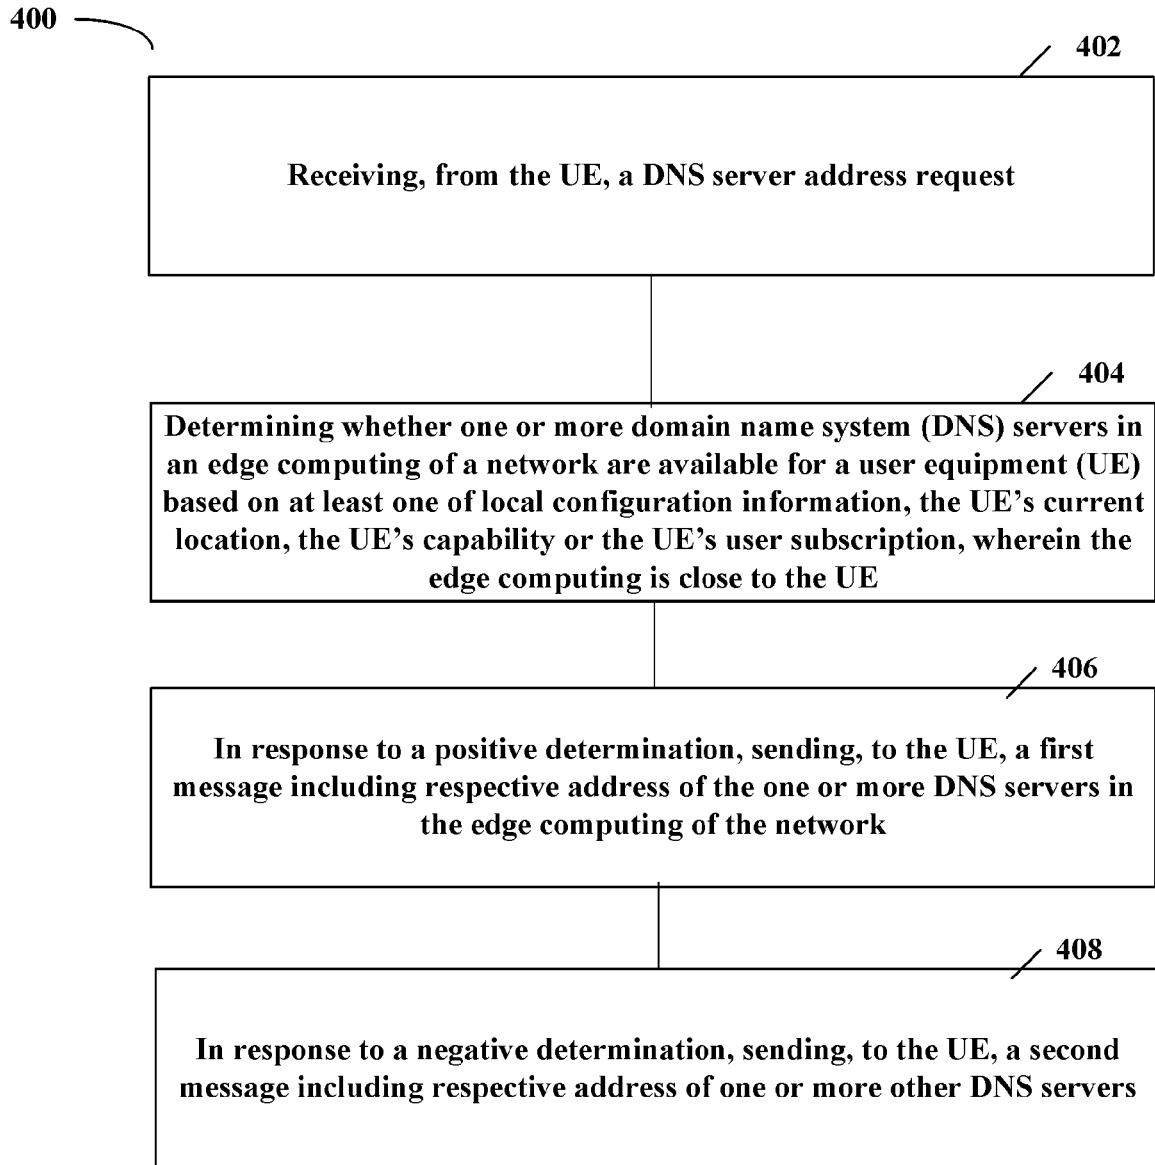 400
402
Receiving, from the UE, a DNS server address request
404
Determining whether one or more domain name system (DNS) servers in
an edge computing of a network are available for a user equipment (UE)
based on at least one of local configuration information, the UE’s current
location, the UE’s capability or the UE’s user subscription, wherein the
edge computing is close to the UE
406
In response to a positive determination, sending, to the UE, a first
message including respective address of the one or more DNS servers in
the edge computing of the network
408
In response to a negative determination, sending, to the UE, a second
message including respective address of one or more other DNS servers